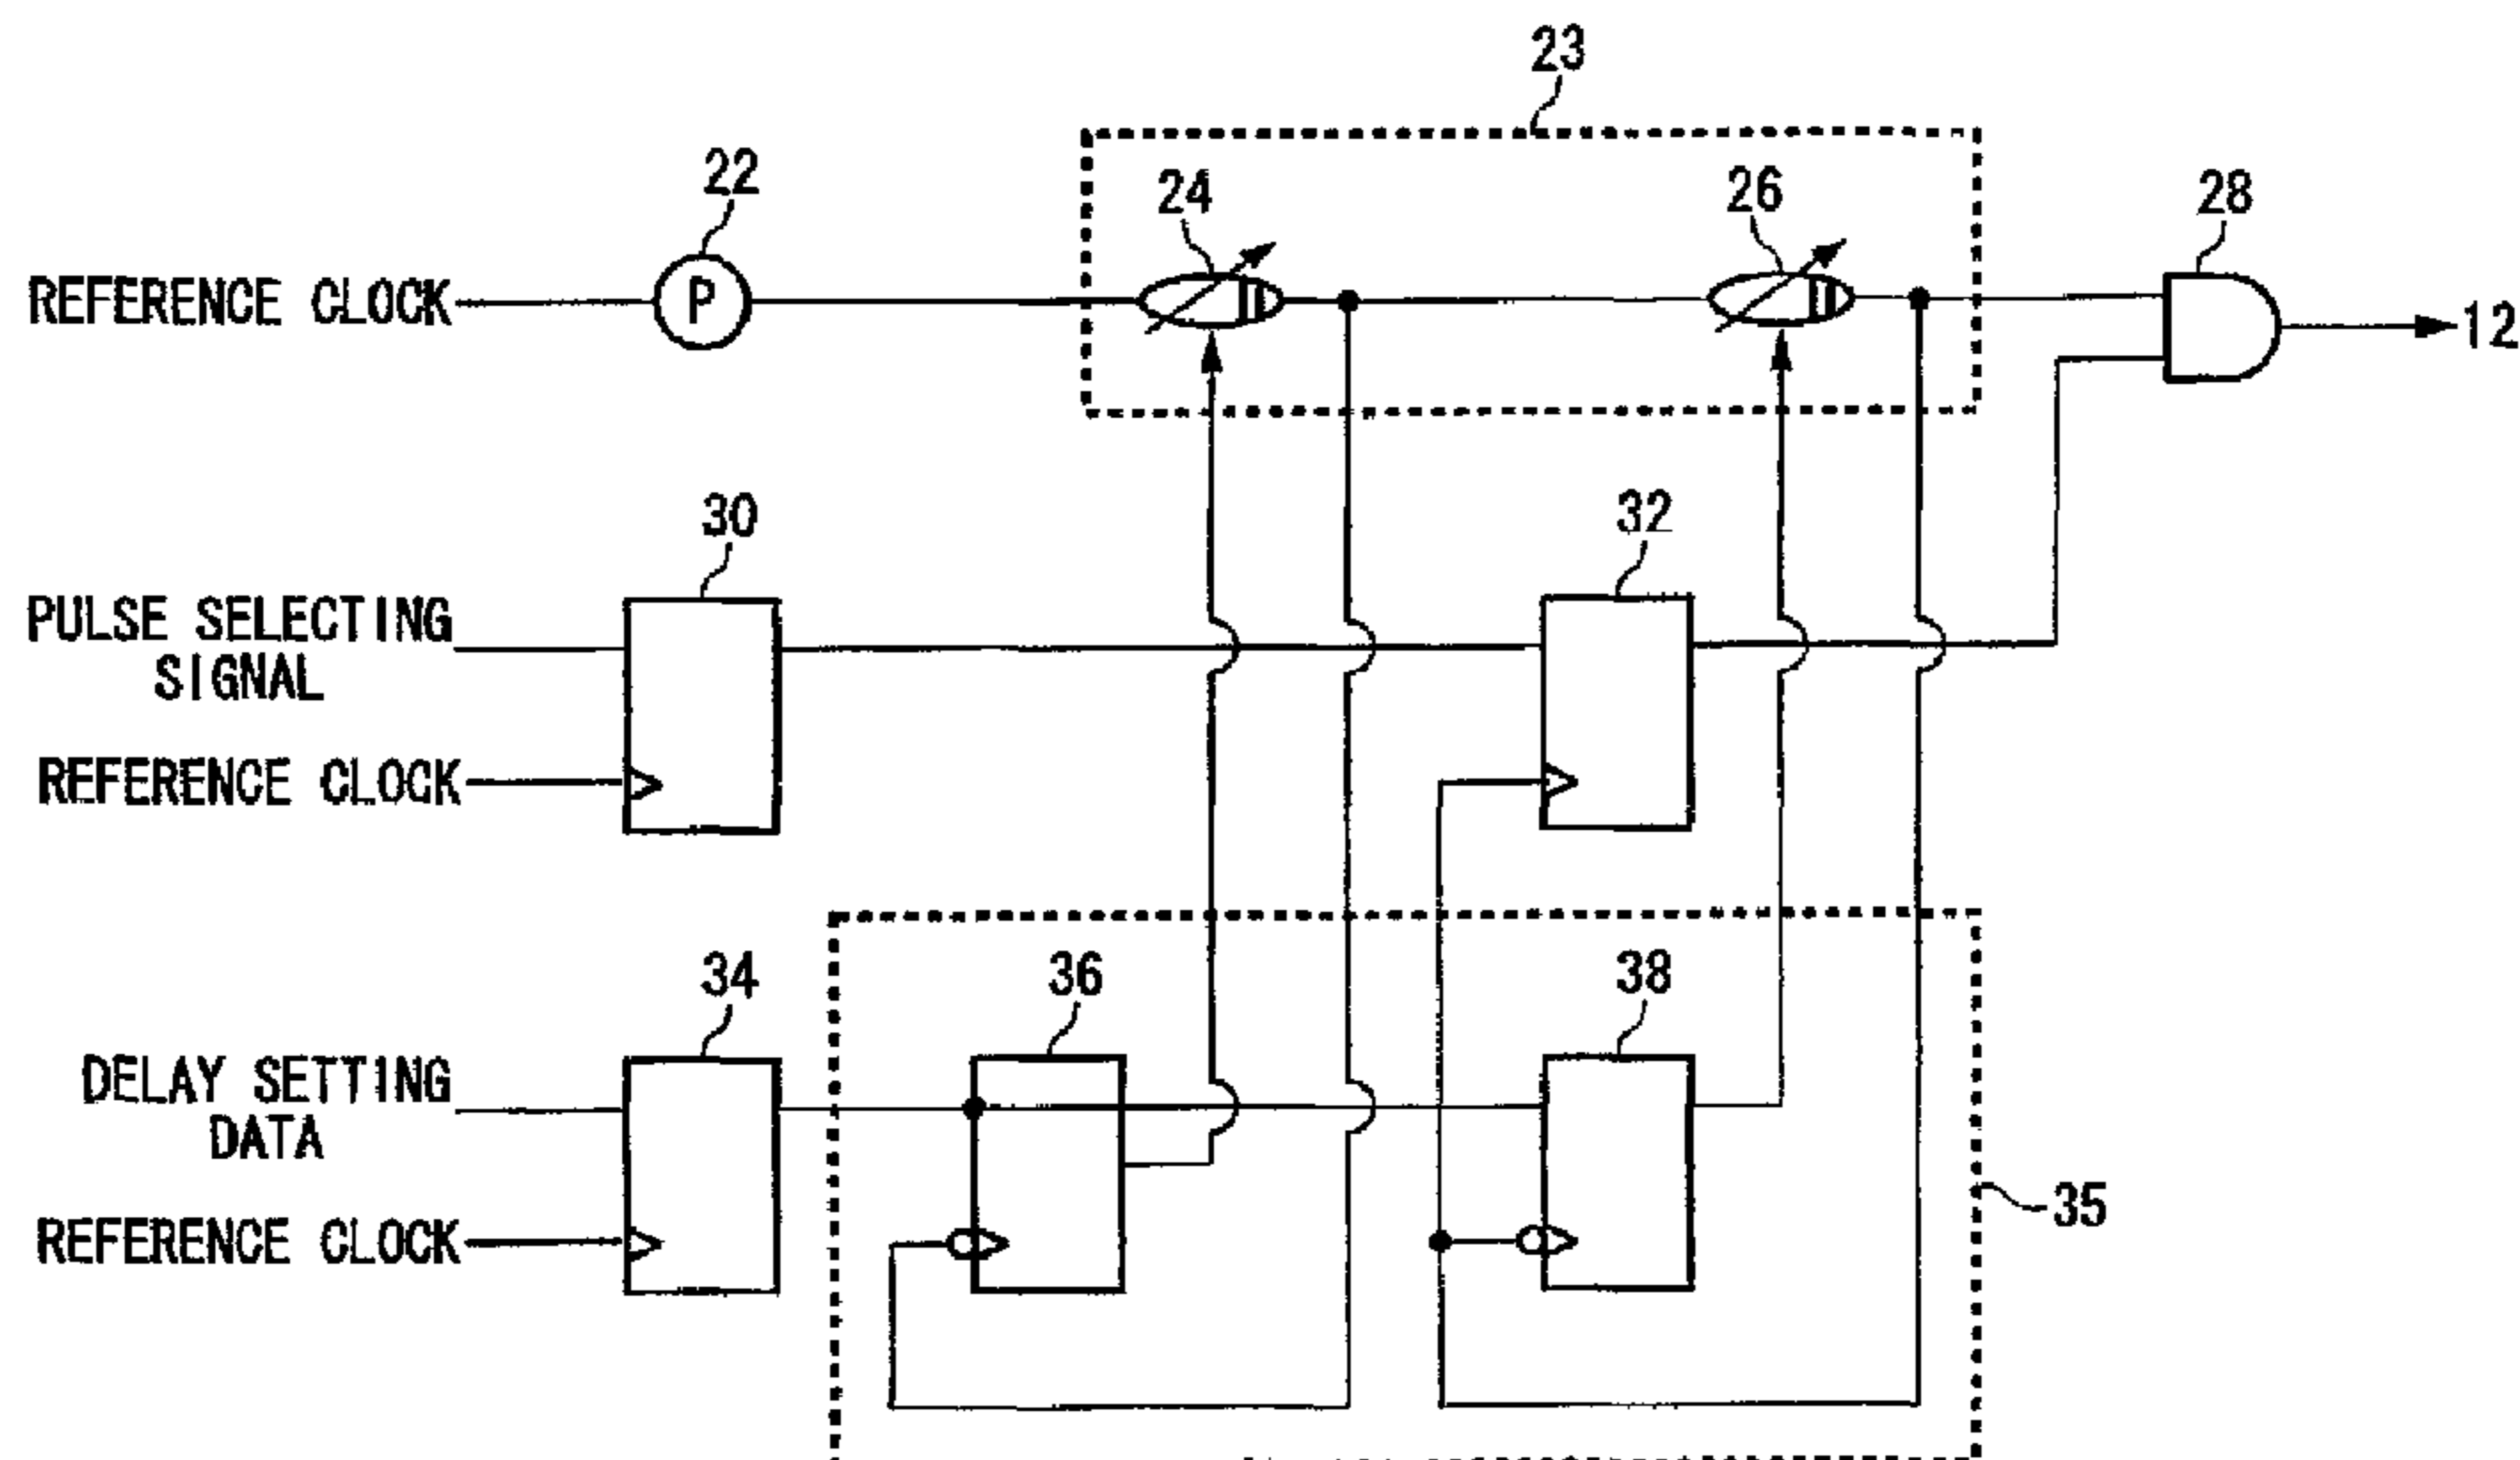 23
22
24
26
28
REFERENCE CLOCK
P
12
30
32
PULSE SELECTING
SIGNAL
REFERENCE CLOCK
34
36
38
DELAY SETTING
DATA
35
REFERENCE CLOCK